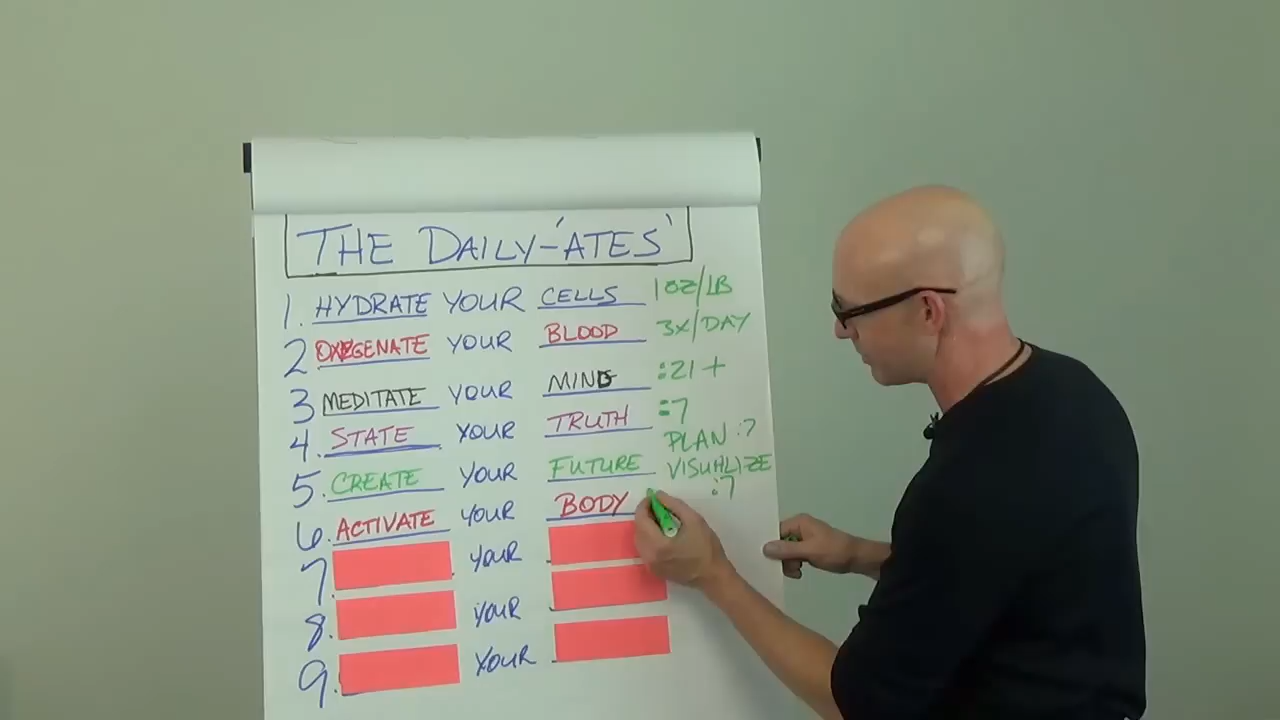 THE DAILY-'ATES'
1. HYDRATE YOUR CELLS 1 OZ/LB
2 OXYGENATE YOUR BLOOD 3X/DAY
3 MEDITATE YOUR MIND :21+
4. STATE YOUR TRUTH :7
5. CREATE YOUR FUTURE PLAN :7
VISUALIZE
:7
6. ACTIVATE YOUR BODY
7. YOUR
8. YOUR
9. YOUR